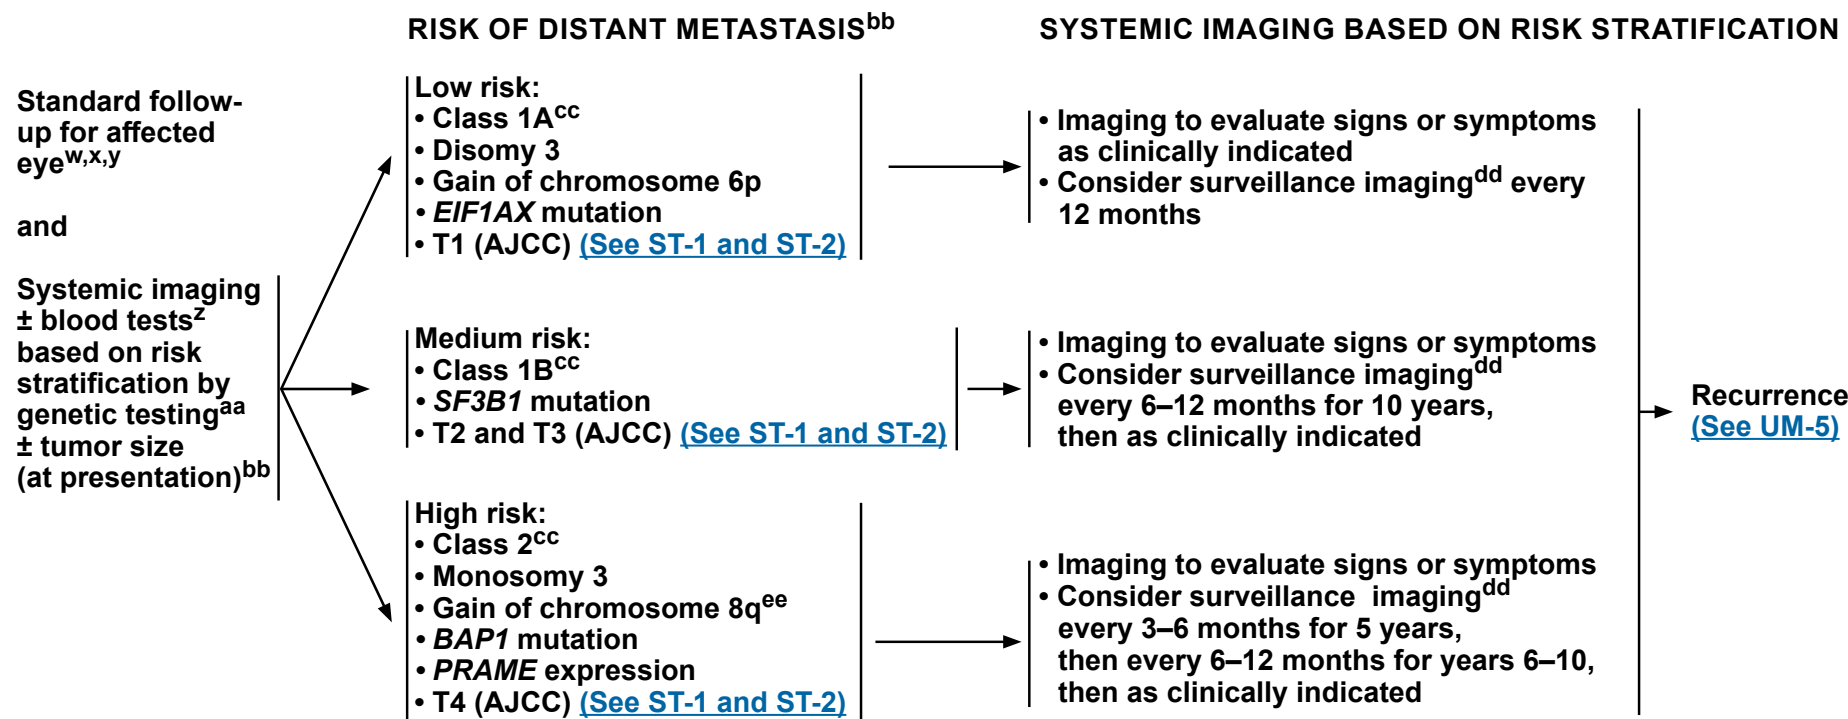 RISK OF DISTANT METASTASISbb
SYSTEMIC IMAGING BASED ON RISK STRATIFICATION
Standard follow-
up for affected
eyew,x,y
and
Systemic imaging
± blood testsz
based on risk
stratification by
genetic testingaa
± tumor size
(at presentation)bb
Low risk:
• Class 1Acc
• Disomy 3
• Gain of chromosome 6p
• EIF1AX mutation
• T1 (AJCC) (See ST-1 and ST-2)
• Imaging to evaluate signs or symptoms
as clinically indicated
• Consider surveillance imagingdd every
12 months
Medium risk:
• Class 1Bcc
• SF3B1 mutation
• T2 and T3 (AJCC) (See ST-1 and ST-2)
• Imaging to evaluate signs or symptoms
• Consider surveillance imagingdd
every 6–12 months for 10 years,
then as clinically indicated
High risk:
• Class 2cc
• Monosomy 3
• Gain of chromosome 8qee
• BAP1 mutation
• PRAME expression
• T4 (AJCC) (See ST-1 and ST-2)
• Imaging to evaluate signs or symptoms
• Consider surveillance imagingdd
every 3–6 months for 5 years,
then every 6–12 months for years 6–10,
then as clinically indicated
Recurrence
(See UM-5)